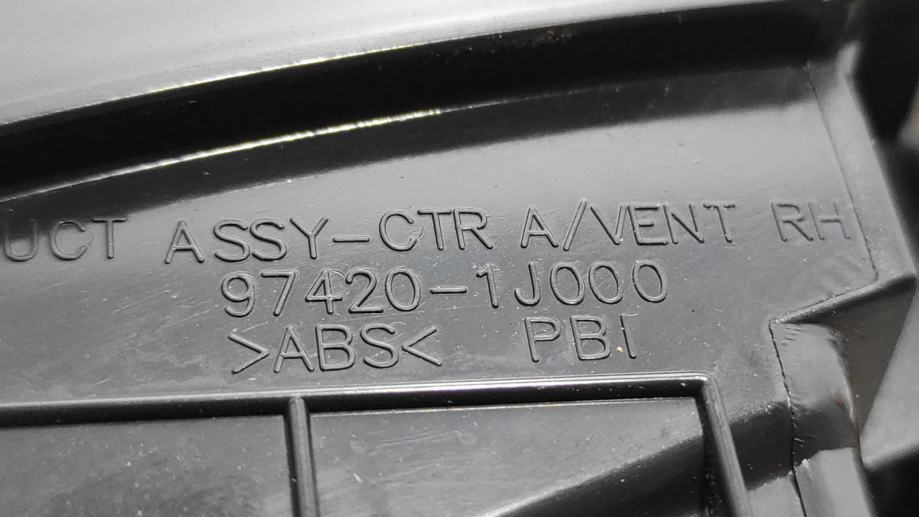 UCT ASSY-CTR A/VENT RH
97420-1J000
>ABS< PBI